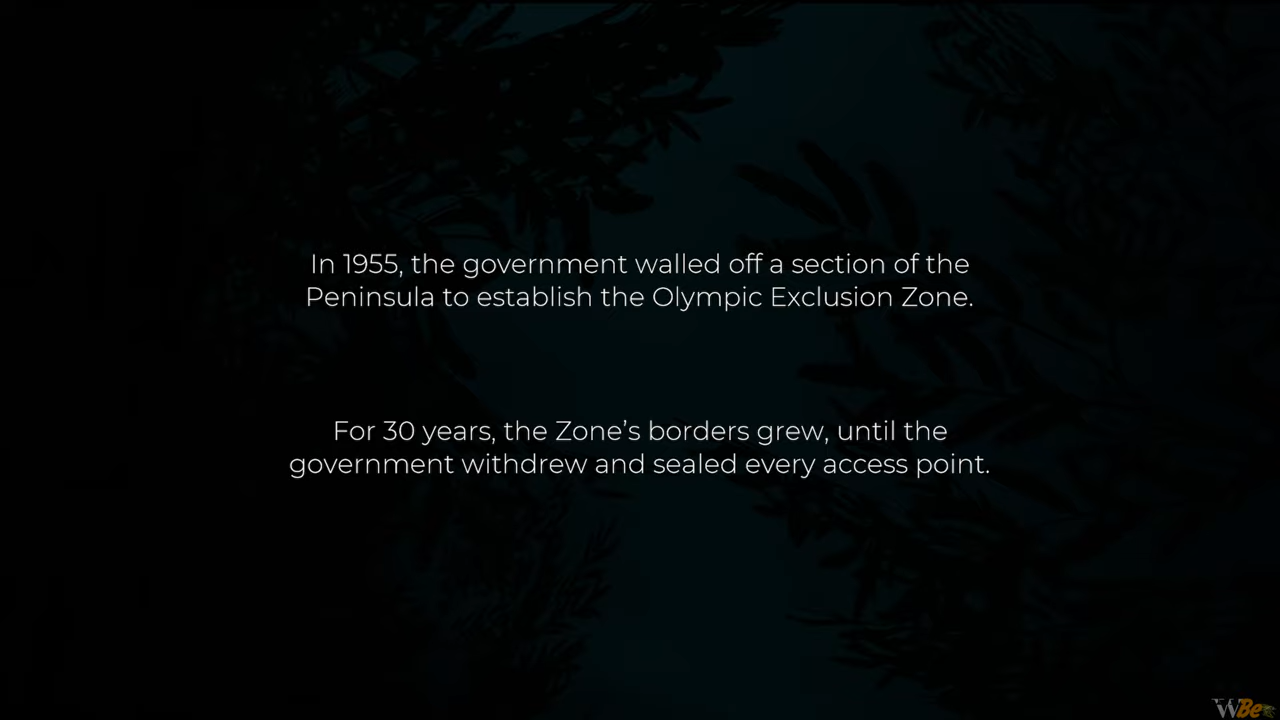 In 1955, the government walled off a section of the
Peninsula to establish the Olympic Exclusion Zone.
For 30 years, the Zone’s borders grew, until the
government withdrew and sealed every access point.
WBe